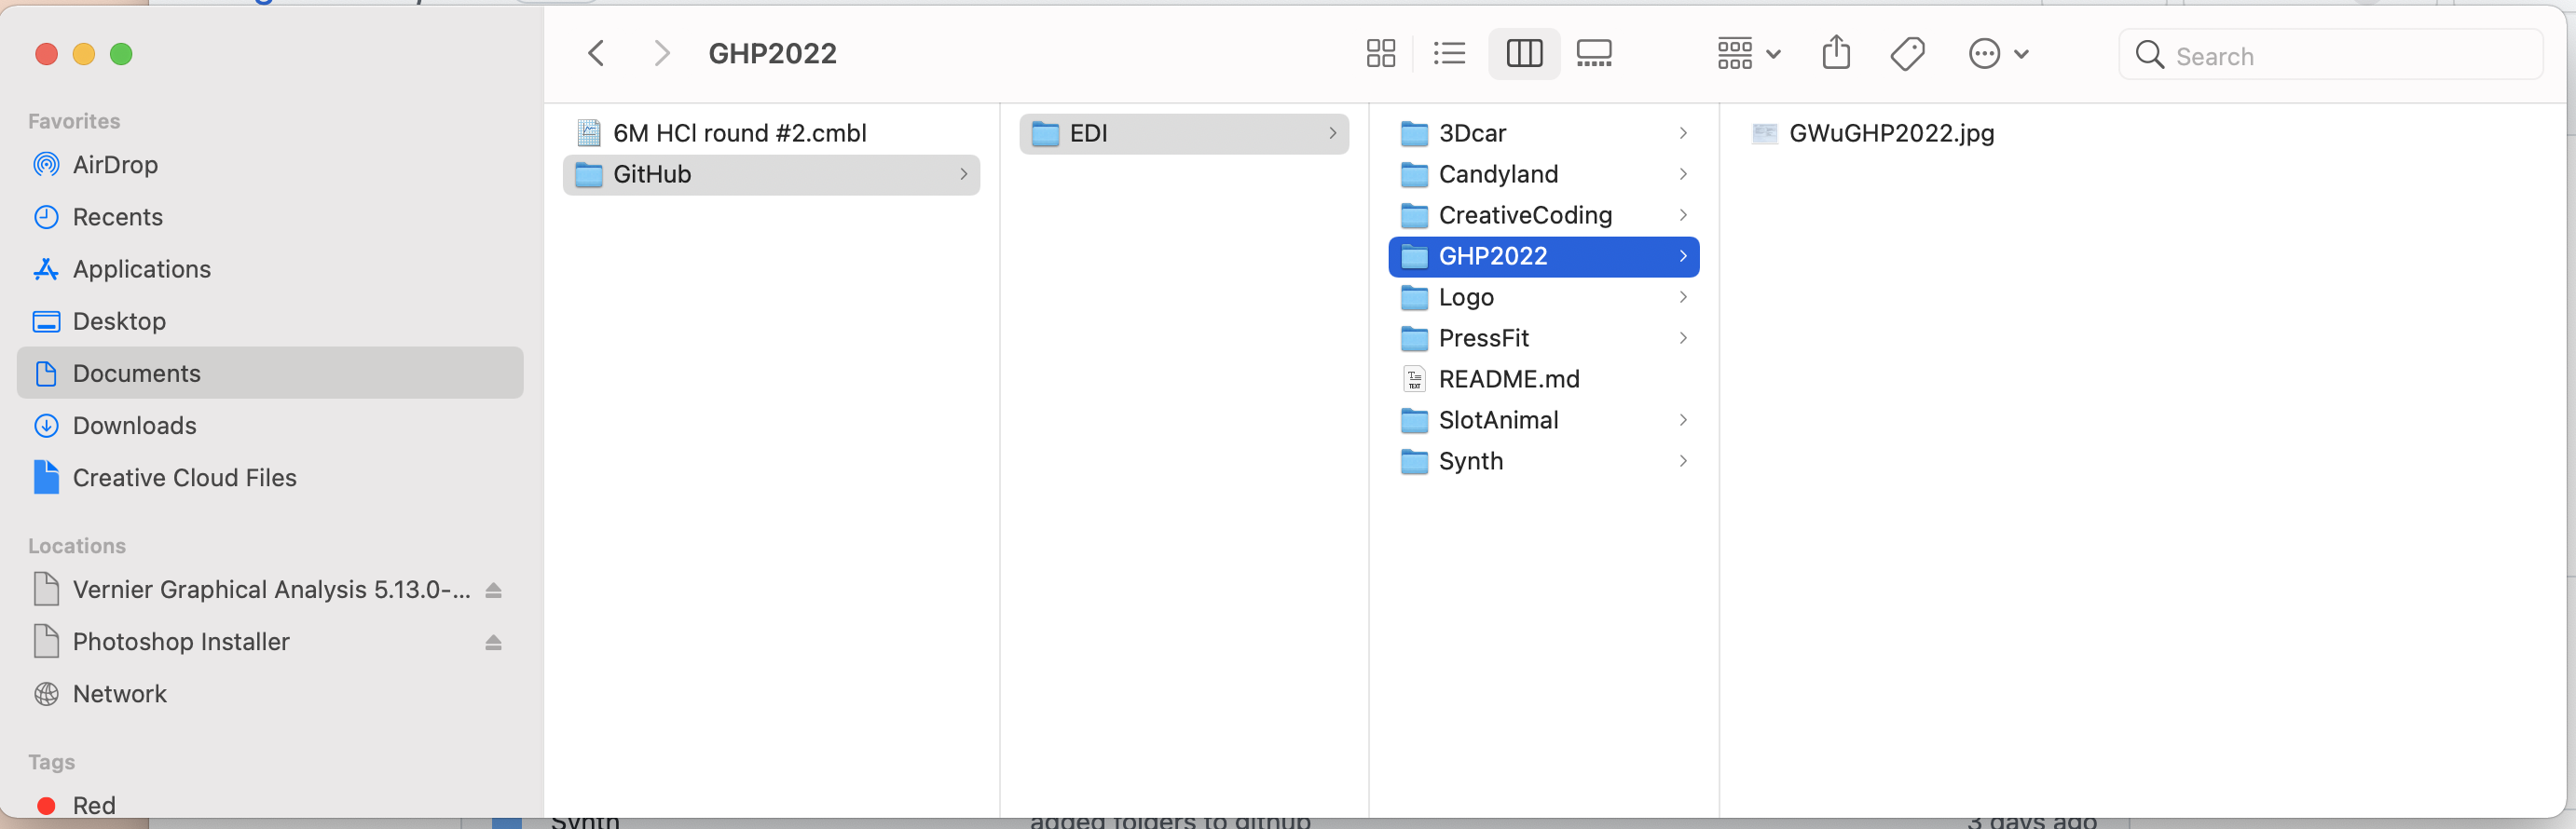 GHP2022
Search
Favorites
AirDrop
Recents
Applications
Desktop
Documents
Downloads
Creative Cloud Files
Locations
Vernier Graphical Analysis 5.13.0-...
Photoshop Installer
Network
Tags
Red
6M HCl round #2.cmbl
GitHub
EDI
3Dcar
Candyland
CreativeCoding
GHP2022
Logo
PressFit
README.md
SlotAnimal
Synth
GWuGHP2022.jpg
Synth
added folders to github
3 days ago